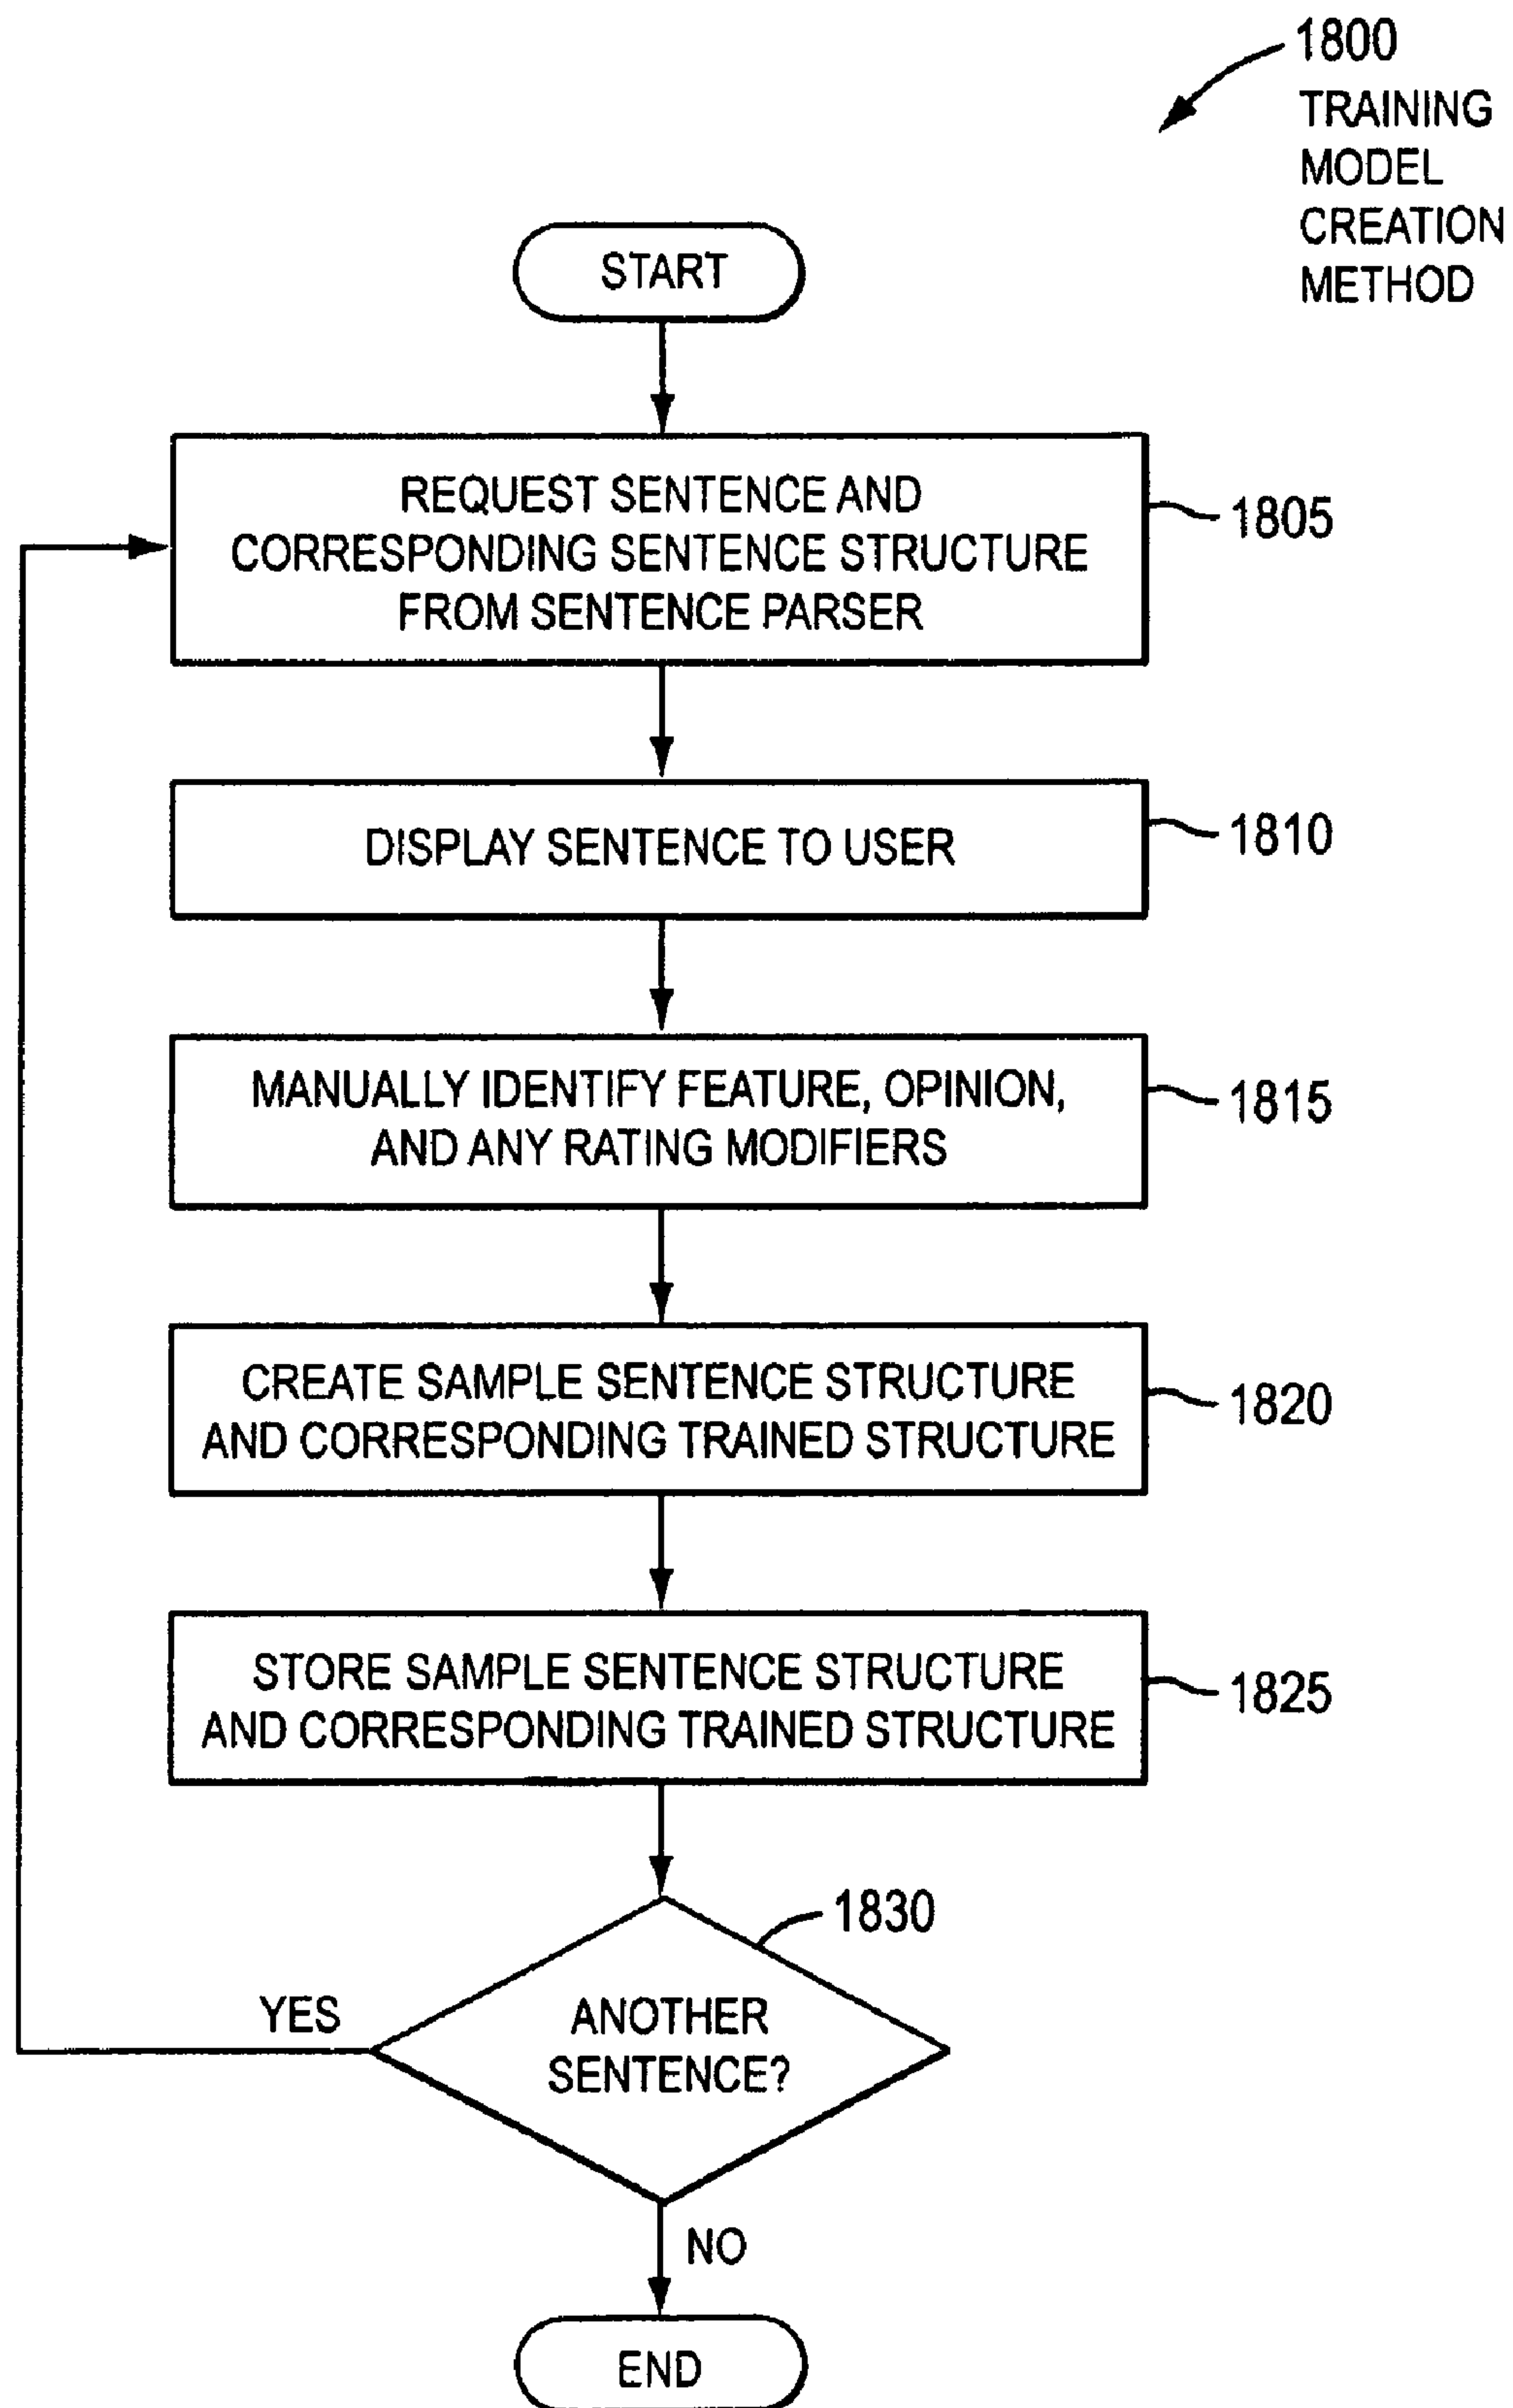 1800
TRAINING
MODEL
CREATION
METHOD
START
REQUEST SENTENCE AND
CORRESPONDING SENTENCE STRUCTURE
FROM SENTENCE PARSER
1805
DISPLAY SENTENCE TO USER
1810
MANUALLY IDENTIFY FEATURE, OPINION,
AND ANY RATING MODIFIERS
1815
CREATE SAMPLE SENTENCE STRUCTURE
AND CORRESPONDING TRAINED STRUCTURE
1820
STORE SAMPLE SENTENCE STRUCTURE
AND CORRESPONDING TRAINED STRUCTURE
1825
1830
ANOTHER
SENTENCE?
YES
NO
END